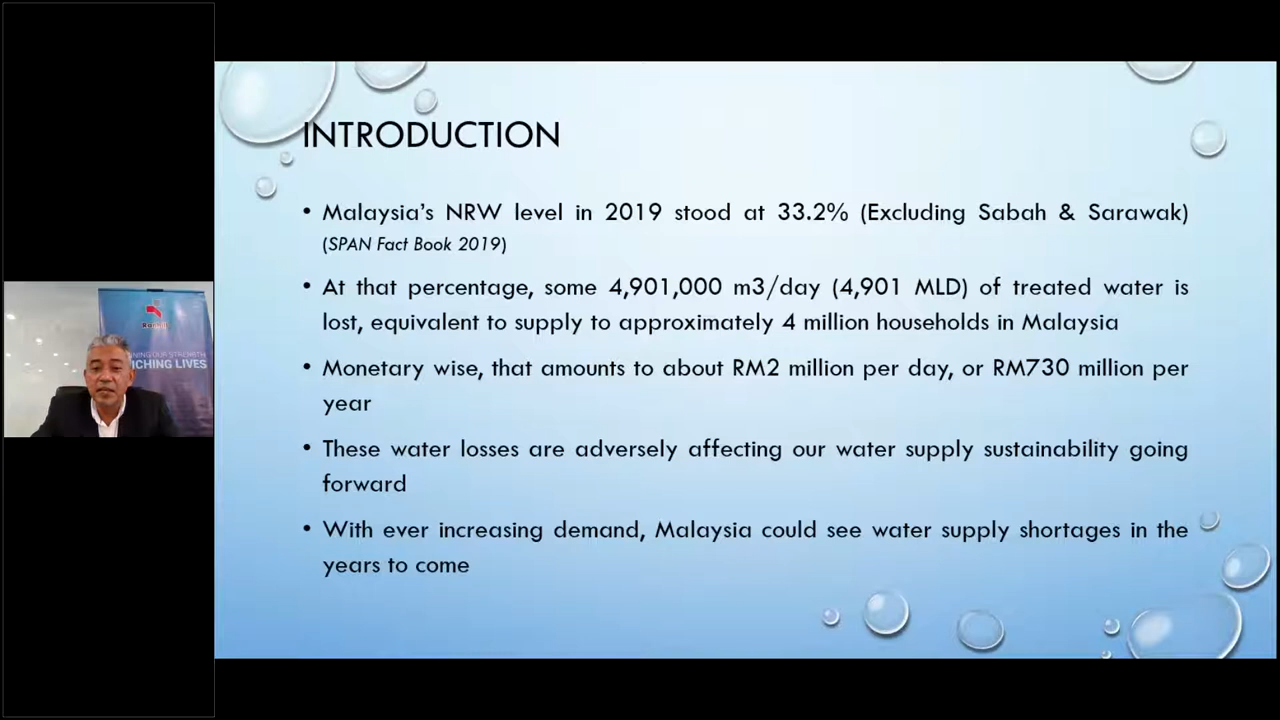 INTRODUCTION
• Malaysia’s NRW level in 2019 stood at 33.2% (Excluding Sabah & Sarawak)
(SPAN Fact Book 2019)
• At that percentage, some 4,901,000 m3/day (4,901 MLD) of treated water is
lost, equivalent to supply to approximately 4 million households in Malaysia
• Monetary wise, that amounts to about RM2 million per day, or RM730 million per
year
• These water losses are adversely affecting our water supply sustainability going
forward
• With ever increasing demand, Malaysia could see water supply shortages in the
years to come
OUR STRENGTH
LIVES